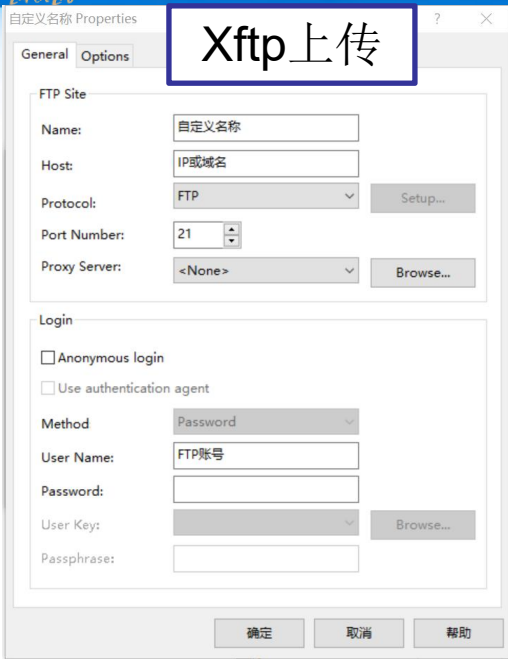 自定义名称 Properties
?
Xftp上传
General
Options
FTP Site
Name:
自定义名称
Host:
IP或域名
Protocol:
FTP
Setup...
Port Number:
21
Proxy Server:
<None>
Browse...
Login
Anonymous login
Use authentication agent
Method
Password
User Name:
FTP账号
Password:
User Key:
Browse...
Passphrase:
确定
取消
帮助